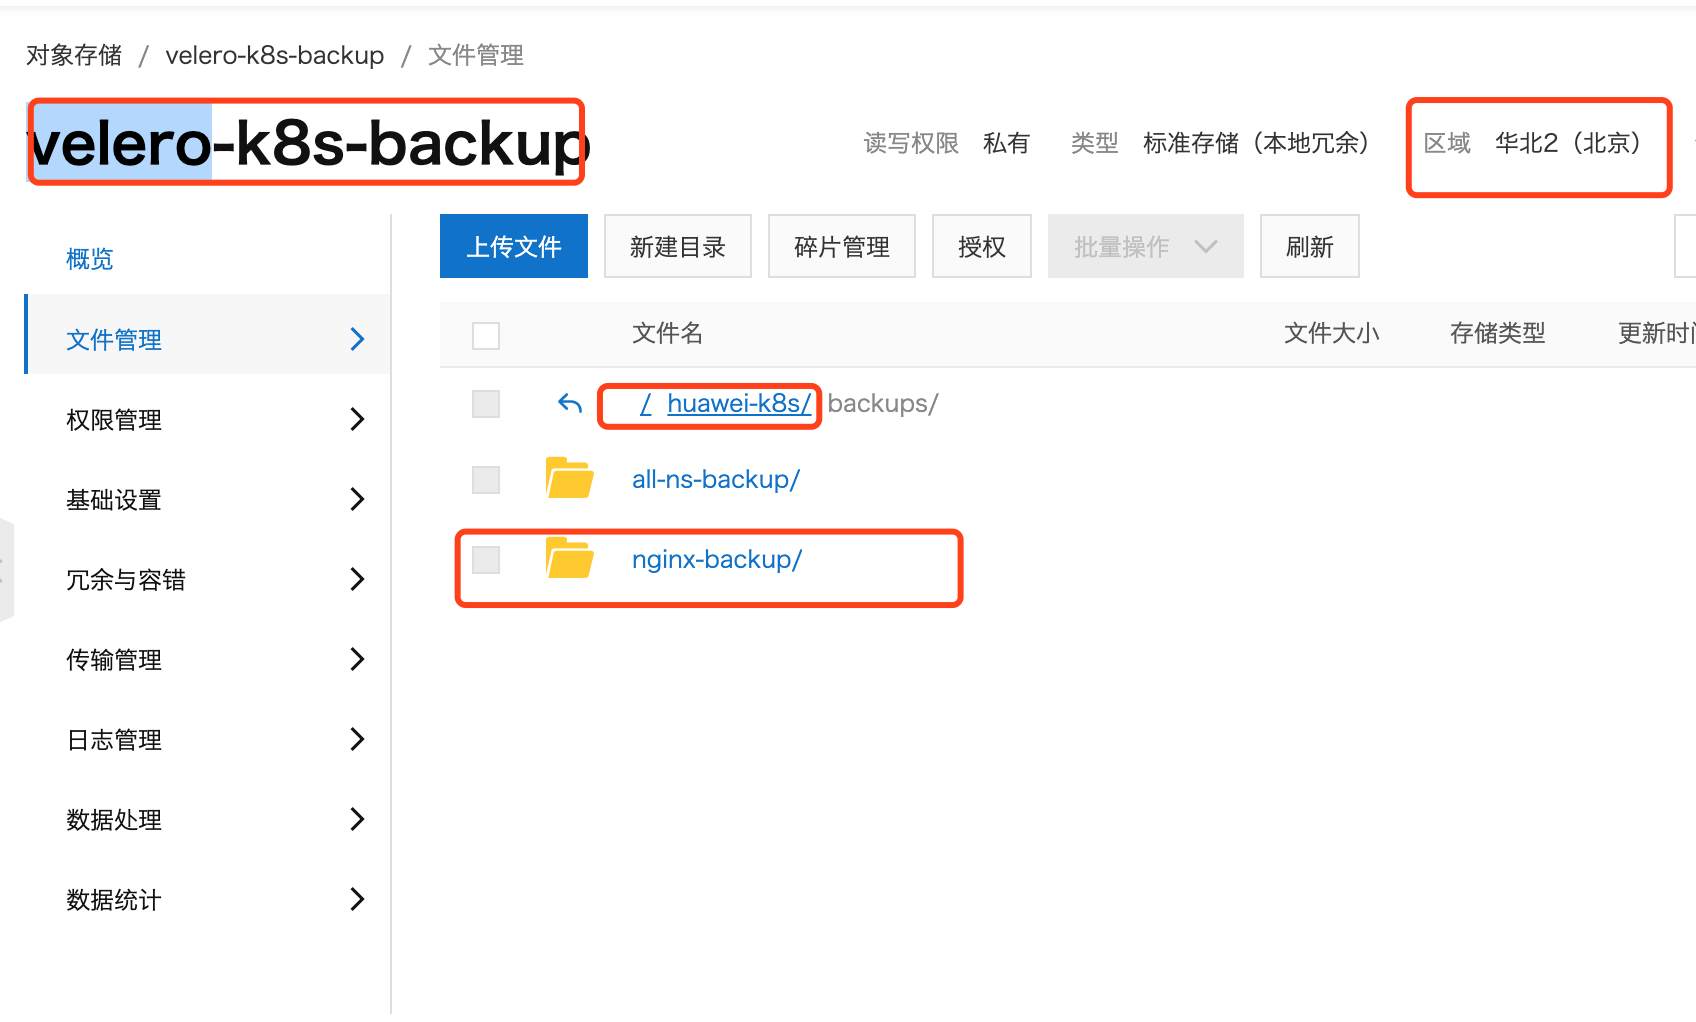 对象存储 / velero-k8s-backup / 文件管理
velero-k8s-backup
读写权限 私有 类型 标准存储（本地冗余） 区域 华北2（北京）
概览
文件管理
权限管理
基础设置
冗余与容错
传输管理
日志管理
数据处理
数据统计
上传文件 新建目录 碎片管理 授权 批量操作 刷新
文件名 文件大小 存储类型 更新时间
/ huawei-k8s/ backups/
all-ns-backup/
nginx-backup/